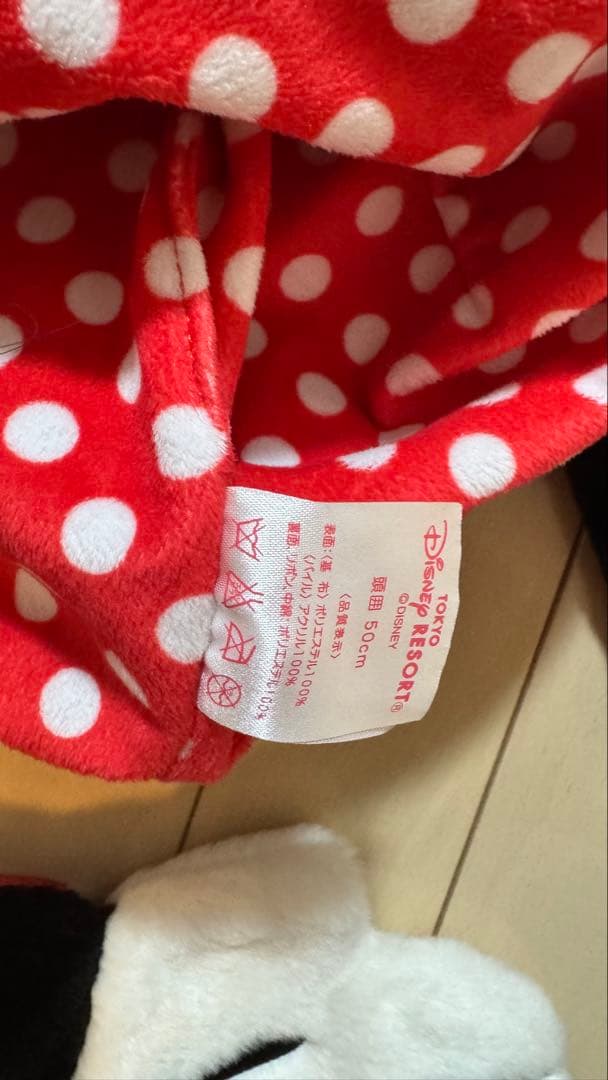 TOKYO
DISNEY RESORT®
©DISNEY
頭囲 50cm
〈品質表示〉
表面:〈基 布〉ポリエステル100%
〈パイル〉アクリル100%
裏面、リボン、中綿:ポリエステル100%